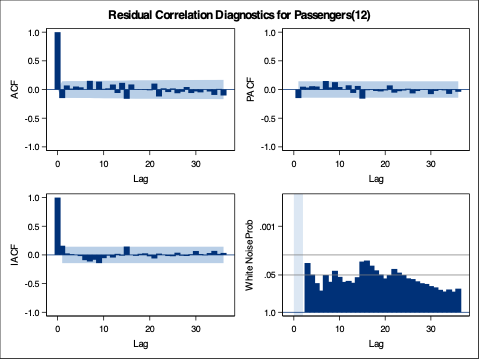 Residual Correlation Diagnostics for Passengers(12)
1.0
0.5
0.0
-0.5
-1.0
ACF
0 10 20 30
Lag
1.0
0.5
0.0
-0.5
-1.0
PACF
0 10 20 30
Lag
1.0
0.5
0.0
-0.5
-1.0
IACF
0 10 20 30
Lag
.001
.05
1.0
White Noise Prob
0 10 20 30
Lag